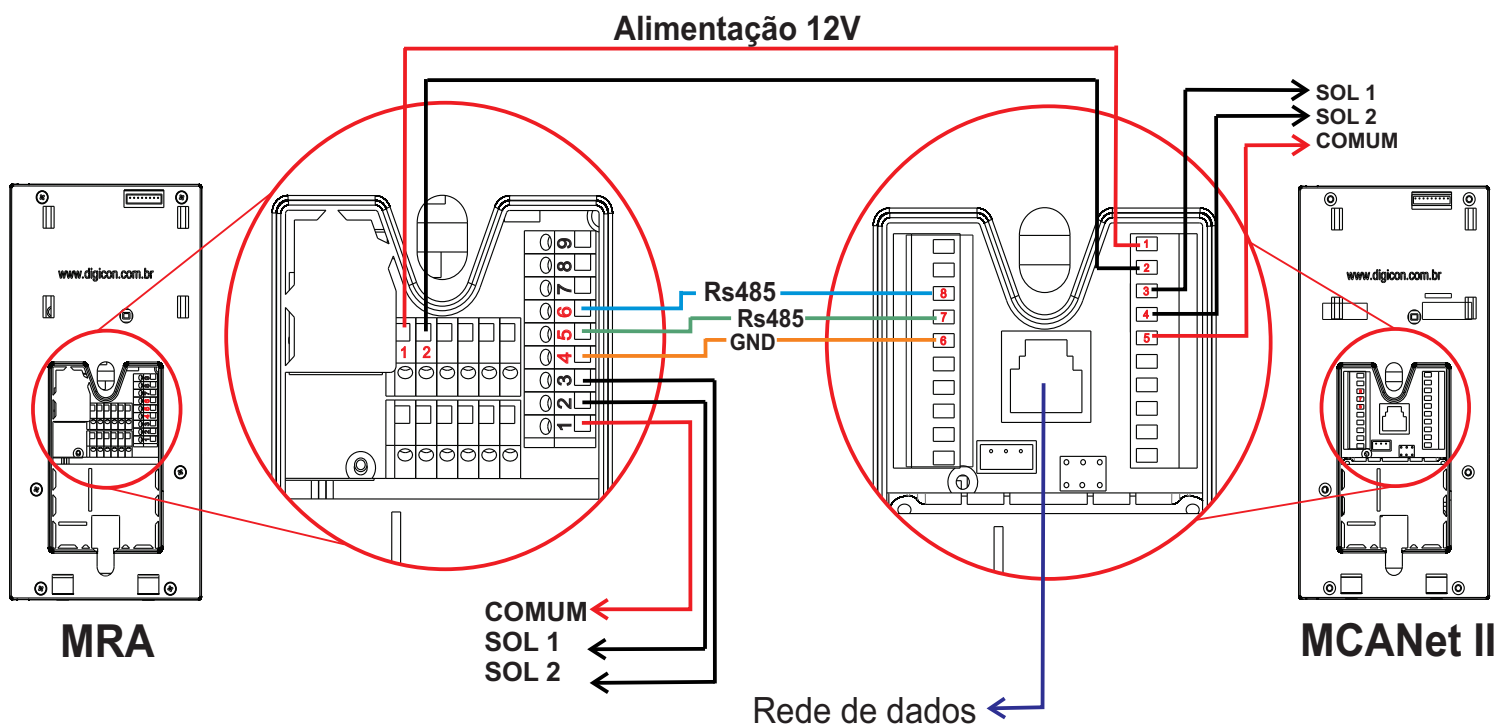 Alimentação 12V
SOL 1
SOL 2
COMUM
www.digicon.com.br
www.digicon.com.br
9
8
7
6
5
4
3
2
1
1 2
Rs485
Rs485
GND
8
7
6
1
2
3
4
5
COMUM
SOL 1
SOL 2
MRA
MCANet II
Rede de dados